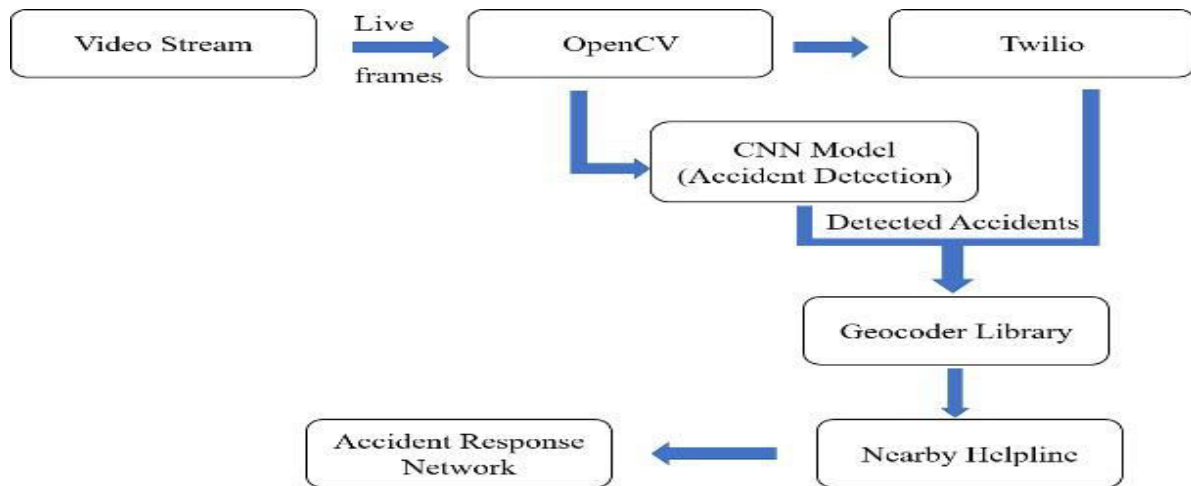 Video Stream
Live
frames
OpenCV
Twilio
CNN Model
(Accident Detection)
Detected Accidents
Geocoder Library
Nearby Helpline
Accident Response
Network